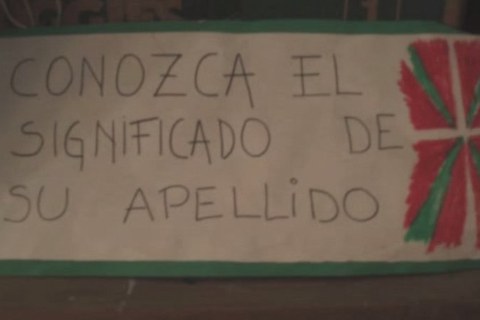 CONOZCA EL
SIGNIFICADO DE
SU APELLIDO